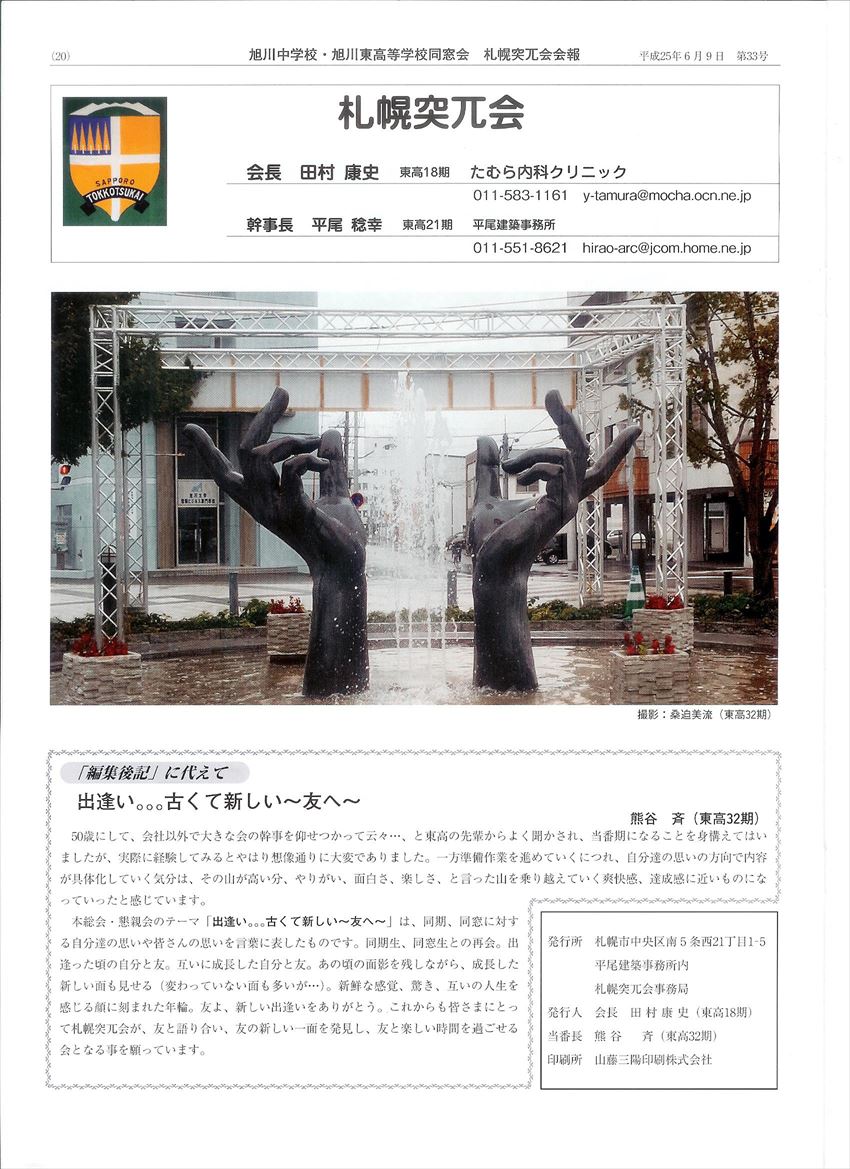 (20)
旭川中学校・旭川東高等学校同窓会　札幌突兀会会報
平成25年6月9日　第33号
SAPPORO
TOKKOTSUKAI
札幌突兀会
会長　田村 康史　東高18期　たむら内科クリニック
011-583-1161　y-tamura@mocha.ocn.ne.jp
幹事長　平尾 稔幸　東高21期　平尾建築事務所
011-551-8621　hirao-arc@jcom.home.ne.jp
撮影：桑迫美流（東高32期）
「編集後記」に代えて
出逢い。。。古くて新しい～友へ～
熊谷　斉（東高32期）
50歳にして、会社以外で大きな会の幹事を仰せつかって云々…、と東高の先輩からよく聞かされ、当番期になることを身構えてはい
ましたが、実際に経験してみるとやはり想像通りに大変でありました。一方準備作業を進めていくにつれ、自分達の思いの方向で内容
が具体化していく気分は、その山が高い分、やりがい、面白さ、楽しさ、と言った山を乗り越えていく爽快感、達成感に近いものにな
っていったと感じています。
本総会・懇親会のテーマ「出逢い。。。古くて新しい～友へ～」は、同期、同窓に対す
る自分達の思いや皆さんの思いを言葉に表したものです。同期生、同窓生との再会。出
逢った頃の自分と友。互いに成長した自分と友。あの頃の面影を残しながら、成長した
新しい面も見せる（変わっていない面も多いが…）。新鮮な感覚、驚き、互いの人生を
感じる顔に刻まれた年輪。友よ、新しい出逢いをありがとう。これからも皆さまにとっ
て札幌突兀会が、友と語り合い、友の新しい一面を発見し、友と楽しい時間を過ごせる
会となる事を願っています。
発行所　札幌市中央区南5条西21丁目1-5
平尾建築事務所内
札幌突兀会事務局
発行人　会長　田村康史（東高18期）
当番長　熊谷　斉（東高32期）
印刷所　山藤三陽印刷株式会社